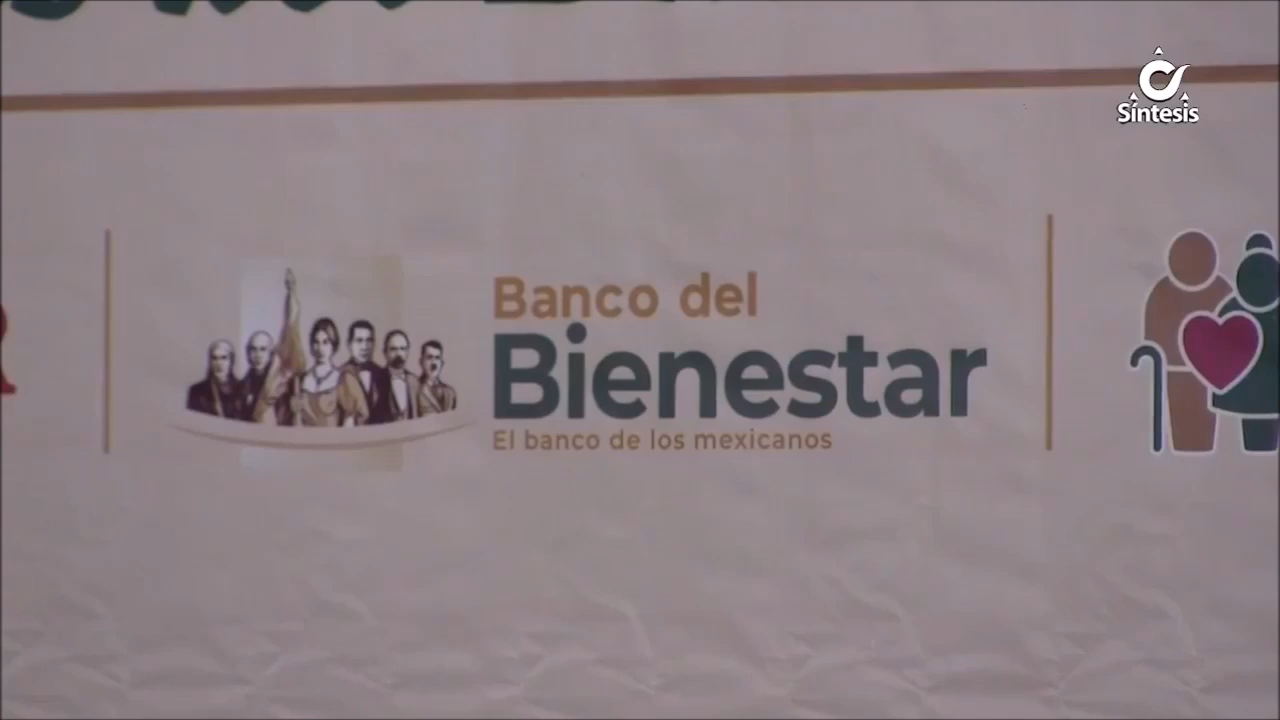 Síntesis
Banco del
Bienestar
El banco de los mexicanos